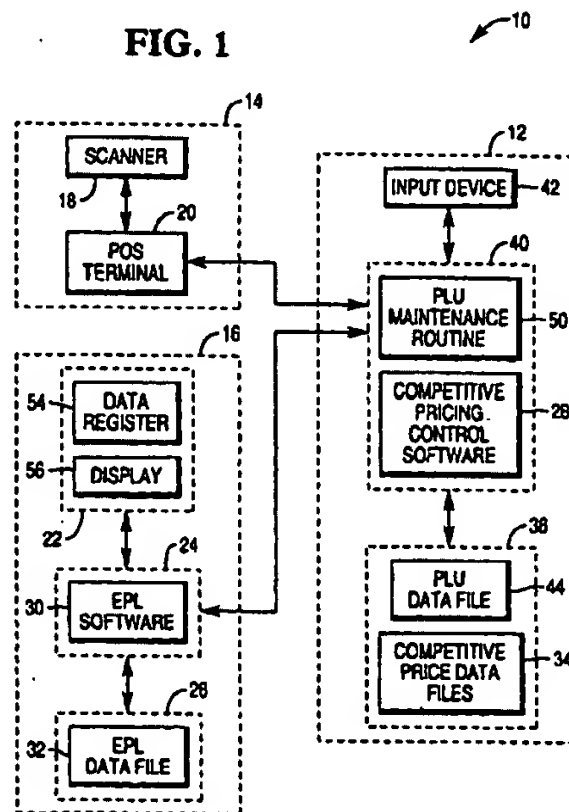 FIG. 1
10
14
SCANNER
18
20
POS
TERMINAL
16
54
DATA
REGISTER
56
DISPLAY
22
24
30
EPL
SOFTWARE
26
32
EPL
DATA FILE
12
INPUT DEVICE
42
40
PLU
MAINTENANCE
ROUTINE
50
COMPETITIVE
PRICING
CONTROL
SOFTWARE
28
38
PLU
DATA FILE
44
COMPETITIVE
PRICE DATA
FILES
34